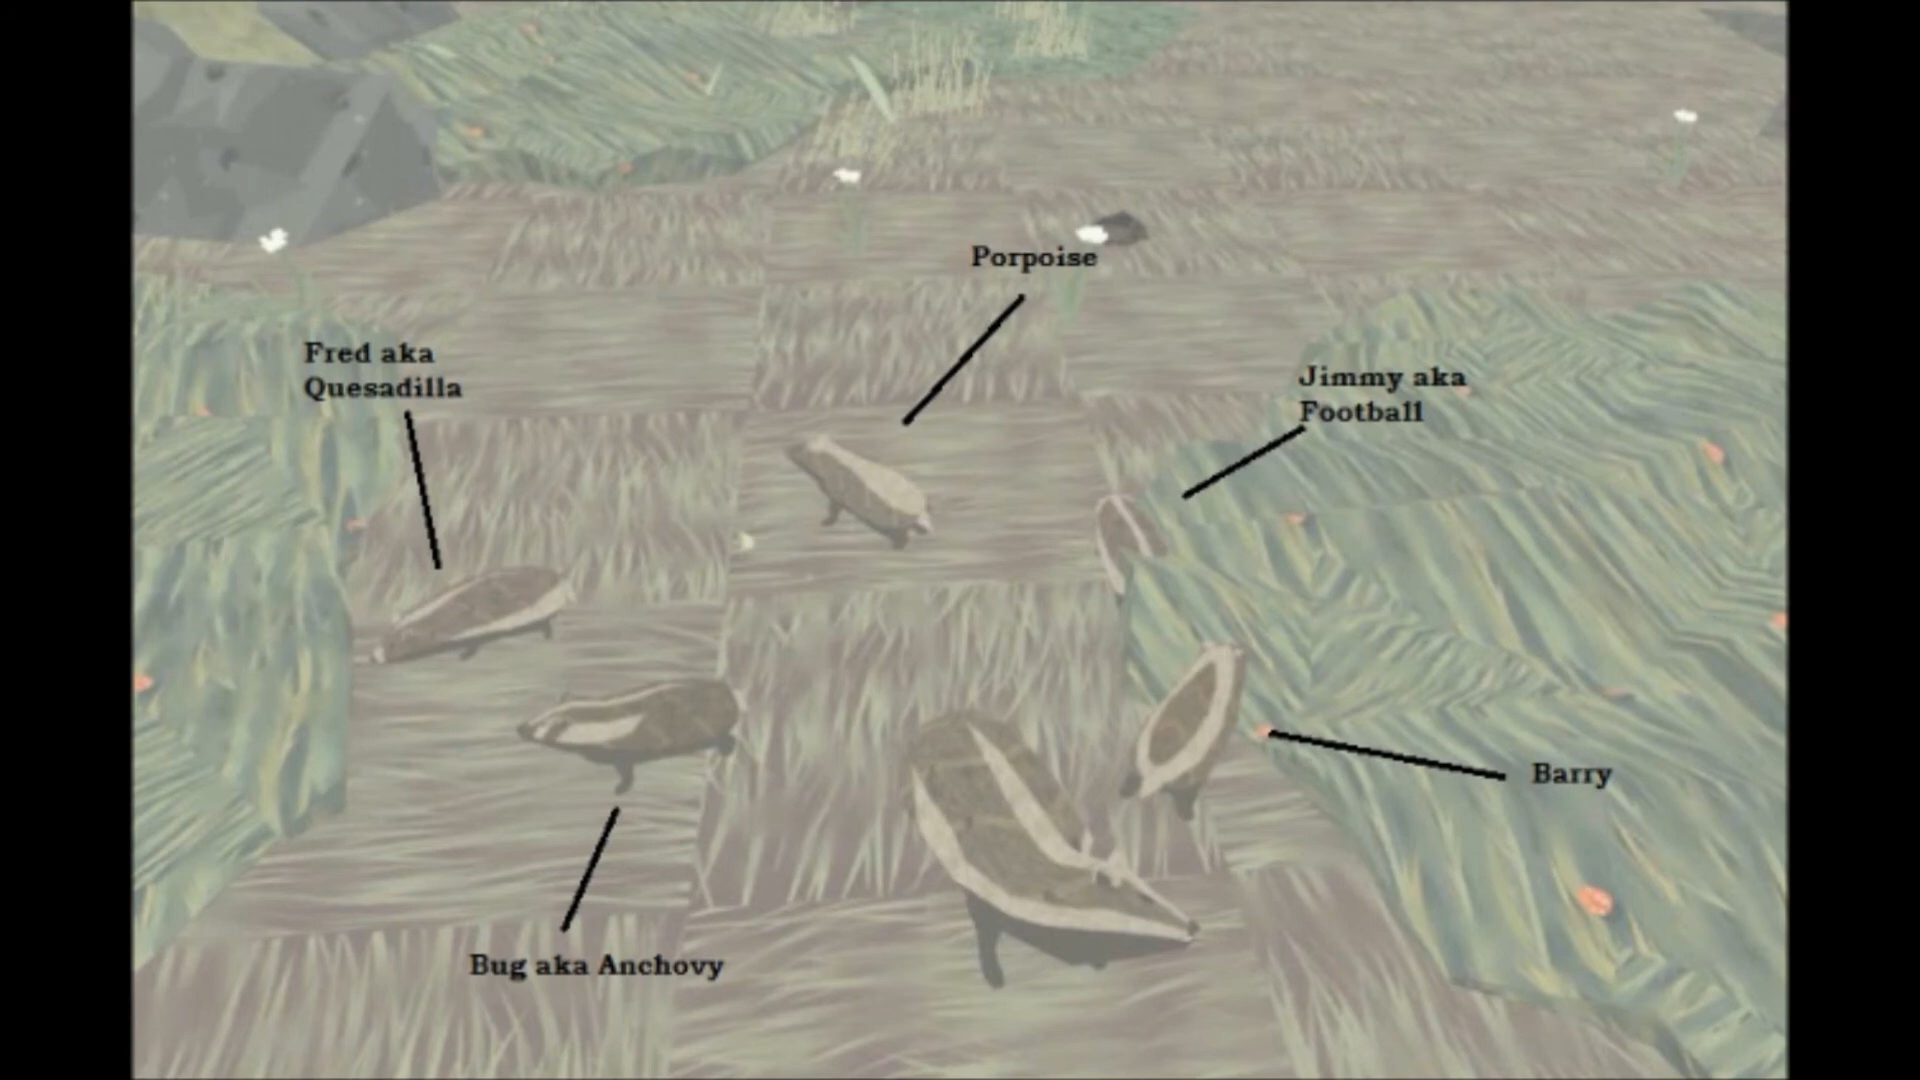 Porpoise
Fred aka
Quesadilla
Jimmy aka
Football
Barry
Bug aka Anchovy